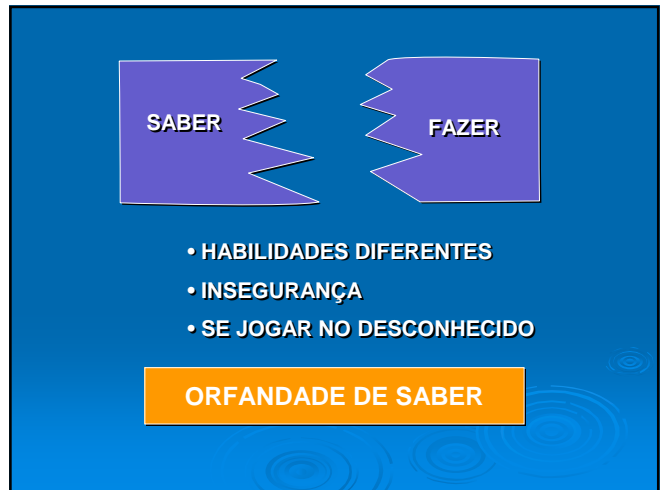 SABER
FAZER
• HABILIDADES DIFERENTES
• INSEGURANÇA
• SE JOGAR NO DESCONHECIDO
ORFANDADE DE SABER